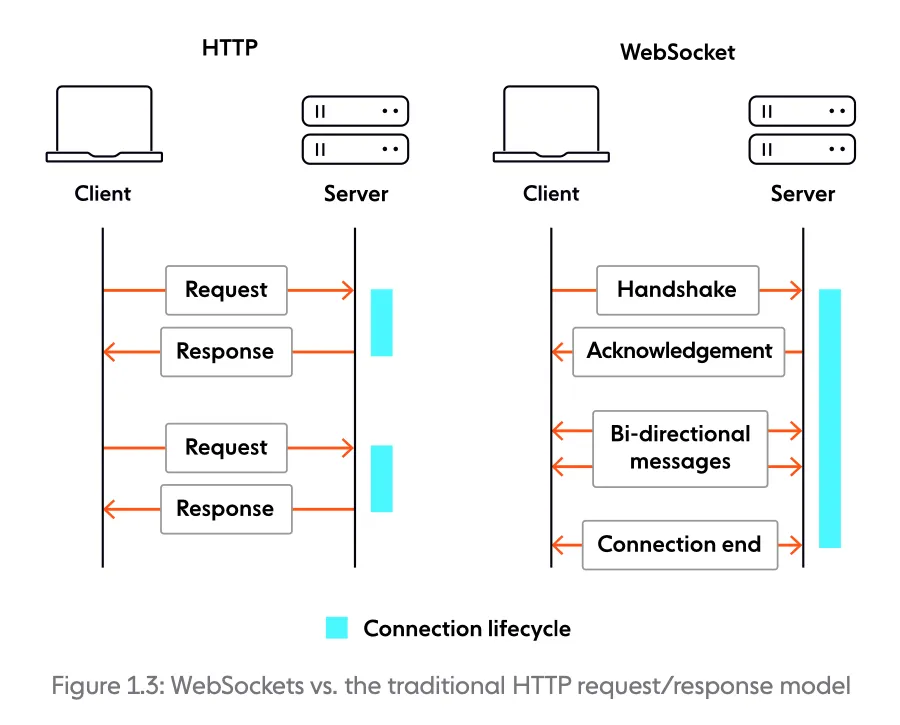 HTTP
Client
Server
Request
Response
Request
Response
WebSocket
Client
Server
Handshake
Acknowledgement
Bi-directional
messages
Connection end
Connection lifecycle
Figure 1.3: WebSockets vs. the traditional HTTP request/response model